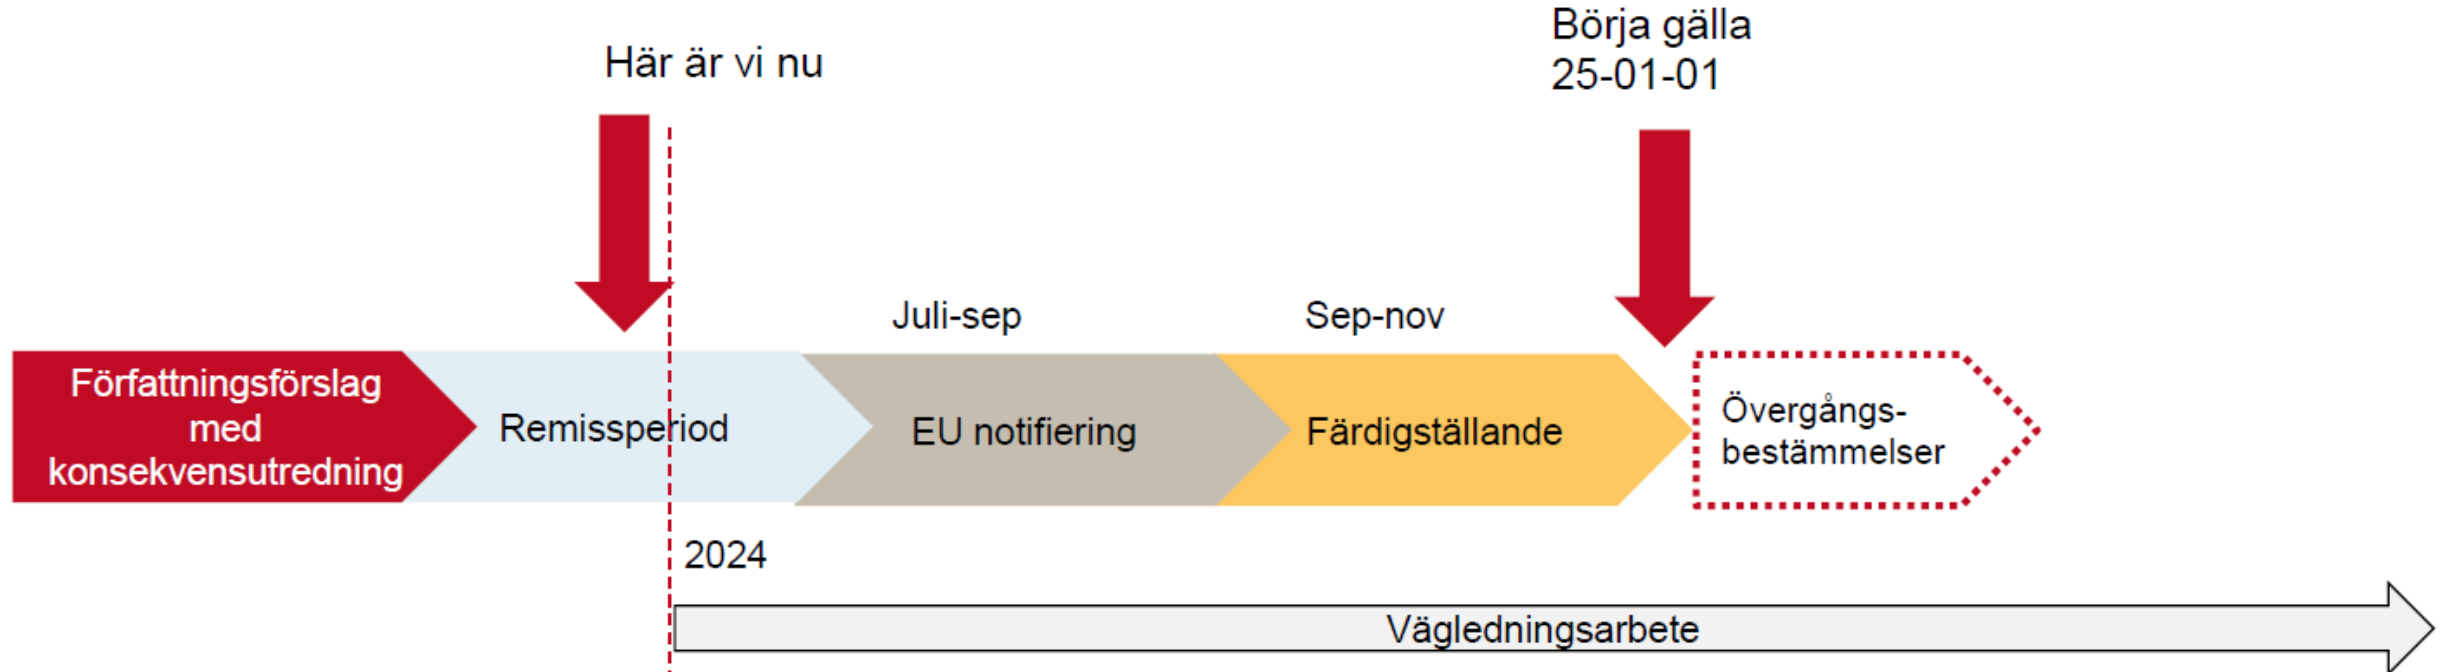 Här är vi nu
Börja gälla
25-01-01
Juli-sep
Sep-nov
Författningsförslag
med
konsekvensutredning
Remissperiod
EU notifiering
Färdigställande
Övergångs-
bestämmelser
2024
Vägledningsarbete